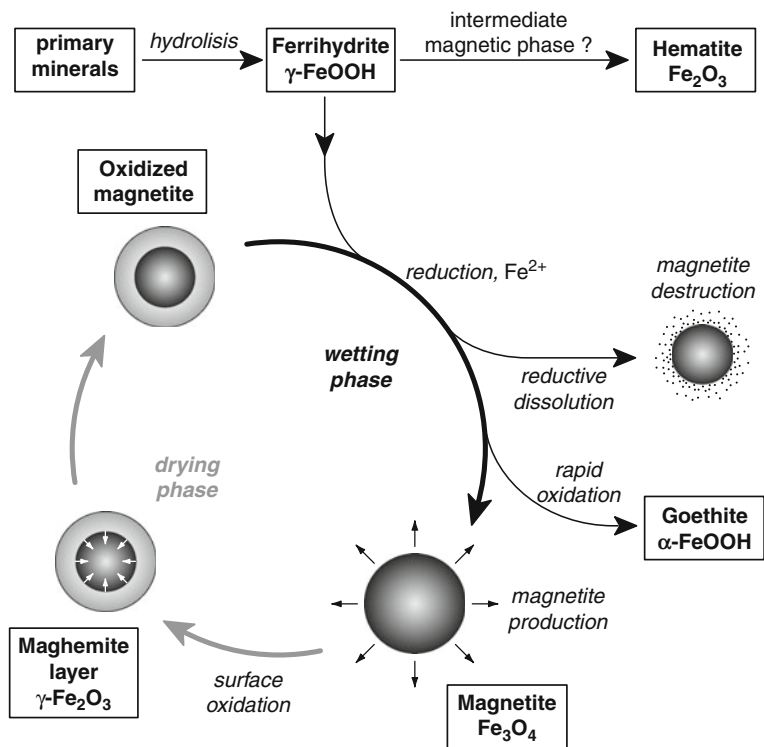 primary
minerals
hydrolisis
Ferrihydrite
γ-FeOOH
intermediate
magnetic phase ?
Hematite
Fe₂O₃
Oxidized
magnetite
reduction, Fe²⁺
magnetite
destruction
wetting
phase
reductive
dissolution
drying
phase
rapid
oxidation
Goethite
α-FeOOH
magnetite
production
Maghemite
layer
γ-Fe₂O₃
surface
oxidation
Magnetite
Fe₃O₄